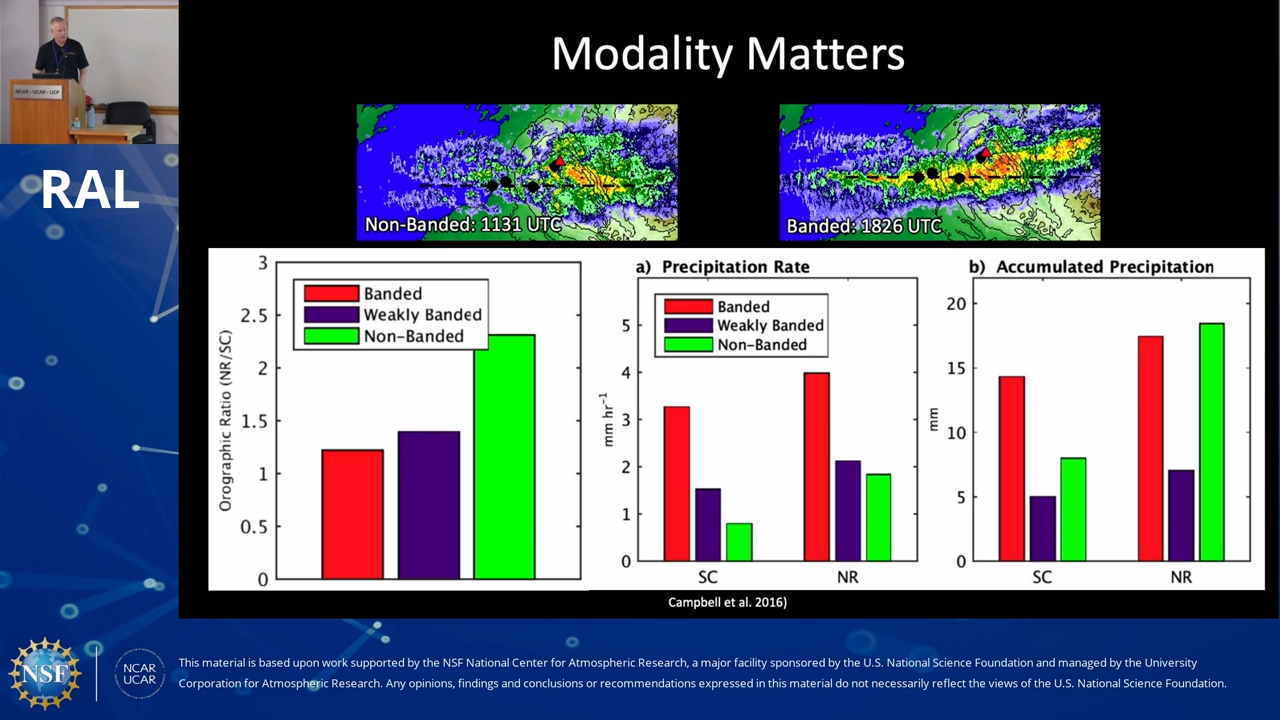 Modality Matters
NCAR - UCAR - UCP
RAL
Non-Banded: 1131 UTC
Banded: 1826 UTC
Orographic Ratio (NR/SC)
3
2.5
2
1.5
1
0.5
0
Banded
Weakly Banded
Non-Banded
a) Precipitation Rate
mm hr-1
5
4
3
2
1
0
Banded
Weakly Banded
Non-Banded
SC
NR
b) Accumulated Precipitation
mm
20
15
10
5
0
SC
NR
Campbell et al. 2016)
NSF
NCAR
UCAR
This material is based upon work supported by the NSF National Center for Atmospheric Research, a major facility sponsored by the U.S. National Science Foundation and managed by the University
Corporation for Atmospheric Research. Any opinions, findings and conclusions or recommendations expressed in this material do not necessarily reflect the views of the U.S. National Science Foundation.